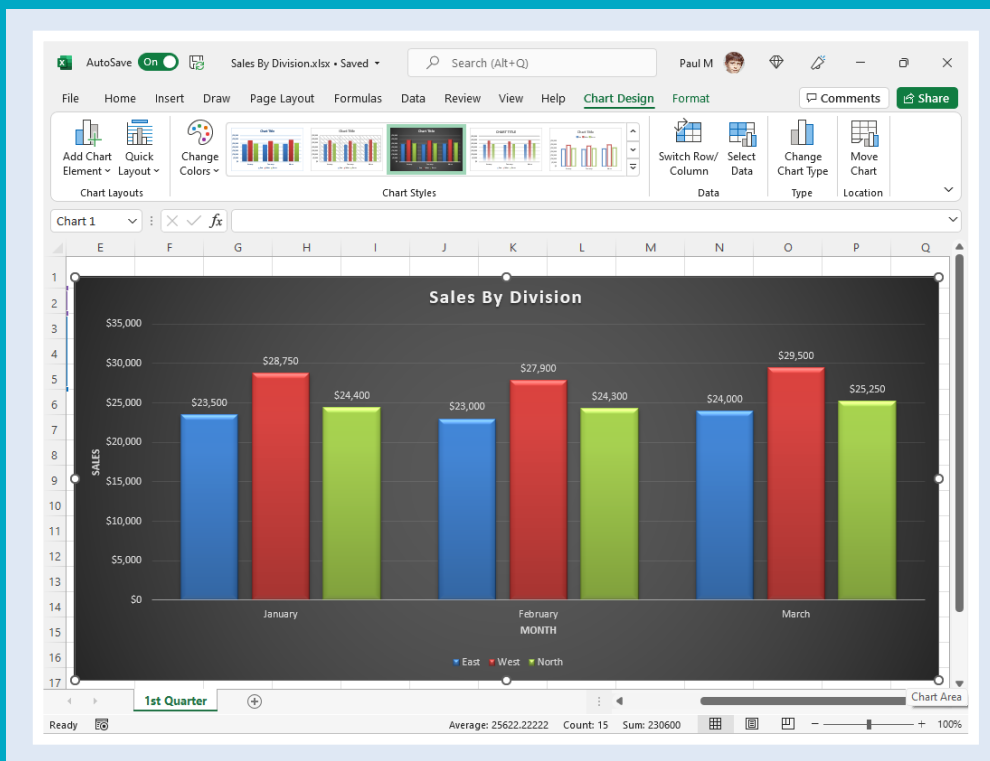 AutoSave On Sales By Division.xlsx • Saved Search (Alt+Q) Paul M
File Home Insert Draw Page Layout Formulas Data Review View Help Chart Design Format Comments Share
Add Chart Element
Quick Layout
Change Colors
Switch Row/ Column
Select Data
Change Chart Type
Move Chart
Chart Layouts Chart Styles Data Type Location
Chart 1 fx
E F G H I J K L M N O P Q
1
2
3
4
5
6
7
8
9
10
11
12
13
14
15
16
17
Sales By Division
$35,000
$30,000
$25,000
$20,000
$15,000
$10,000
$5,000
$0
SALES
$23,500 $28,750 $24,400
$23,000 $27,900 $24,300
$24,000 $29,500 $25,250
January February March
MONTH
East West North
1st Quarter
Chart Area
Ready Average: 25622.22222 Count: 15 Sum: 230600 100%